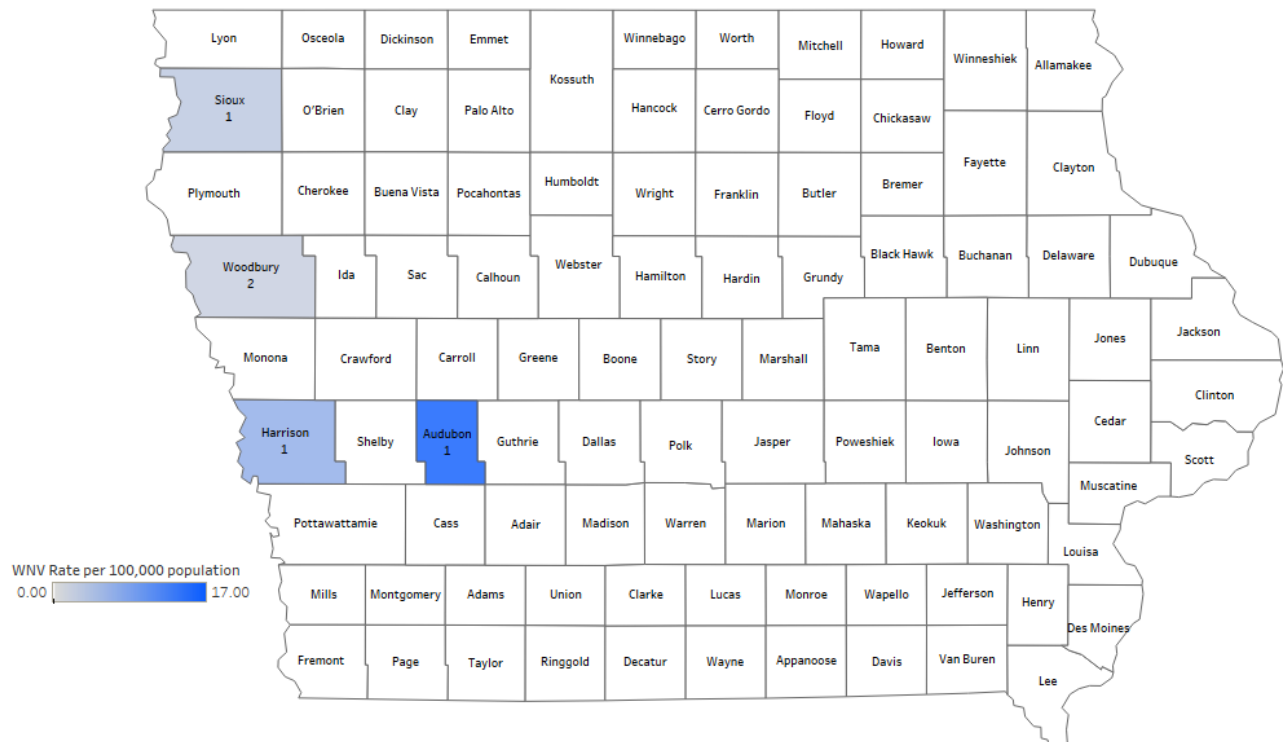 Lyon
Osceola
Dickinson
Emmet
Kossuth
Winnebago
Worth
Mitchell
Howard
Winneshiek
Allamakee
Sioux
1
O'Brien
Clay
Palo Alto
Hancock
Cerro Gordo
Floyd
Chickasaw
Fayette
Clayton
Plymouth
Cherokee
Buena Vista
Pocahontas
Humboldt
Wright
Franklin
Butler
Bremer
Woodbury
2
Ida
Sac
Calhoun
Webster
Hamilton
Hardin
Grundy
Black Hawk
Buchanan
Delaware
Dubuque
Monona
Crawford
Carroll
Greene
Boone
Story
Marshall
Tama
Benton
Linn
Jones
Jackson
Clinton
Harrison
1
Shelby
Audubon
1
Guthrie
Dallas
Polk
Jasper
Poweshiek
Iowa
Johnson
Cedar
Scott
Muscatine
Pottawattamie
Cass
Adair
Madison
Warren
Marion
Mahaska
Keokuk
Washington
Louisa
WNV Rate per 100,000 population
0.00
17.00
Mills
Montgomery
Adams
Union
Clarke
Lucas
Monroe
Wapello
Jefferson
Henry
Des Moines
Fremont
Page
Taylor
Ringgold
Decatur
Wayne
Appanoose
Davis
Van Buren
Lee